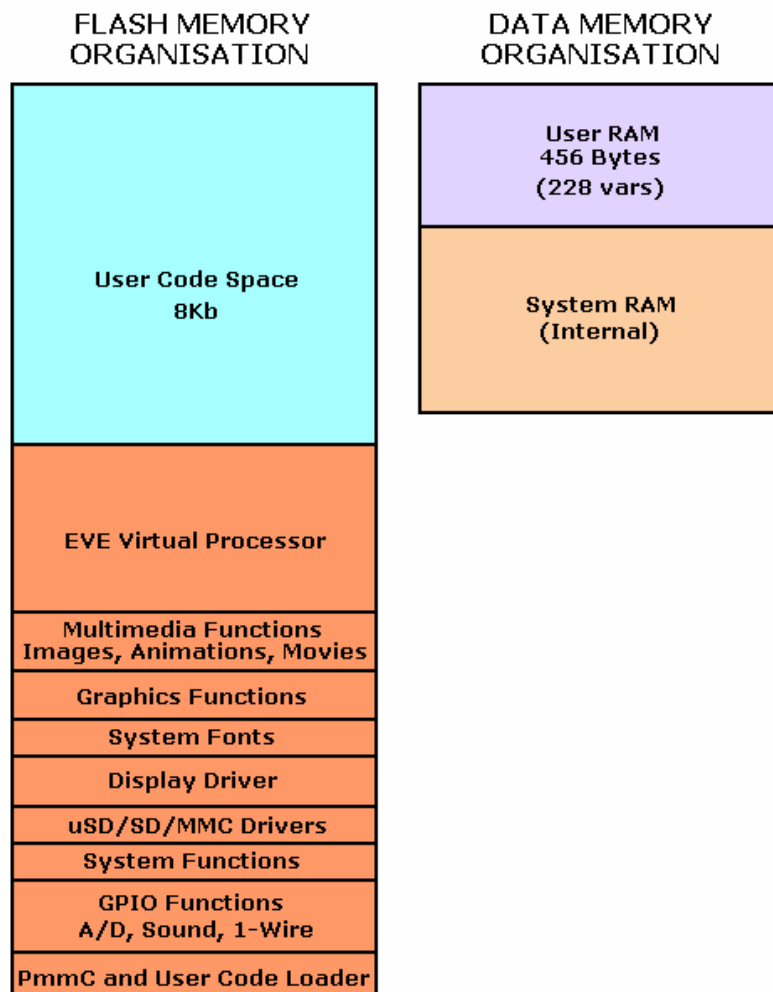 FLASH MEMORY
ORGANISATION
User Code Space
8Kb
EVE Virtual Processor
Multimedia Functions
Images, Animations, Movies
Graphics Functions
System Fonts
Display Driver
uSD/SD/MMC Drivers
System Functions
GPIO Functions
A/D, Sound, 1-Wire
PmmC and User Code Loader
DATA MEMORY
ORGANISATION
User RAM
456 Bytes
(228 vars)
System RAM
(Internal)